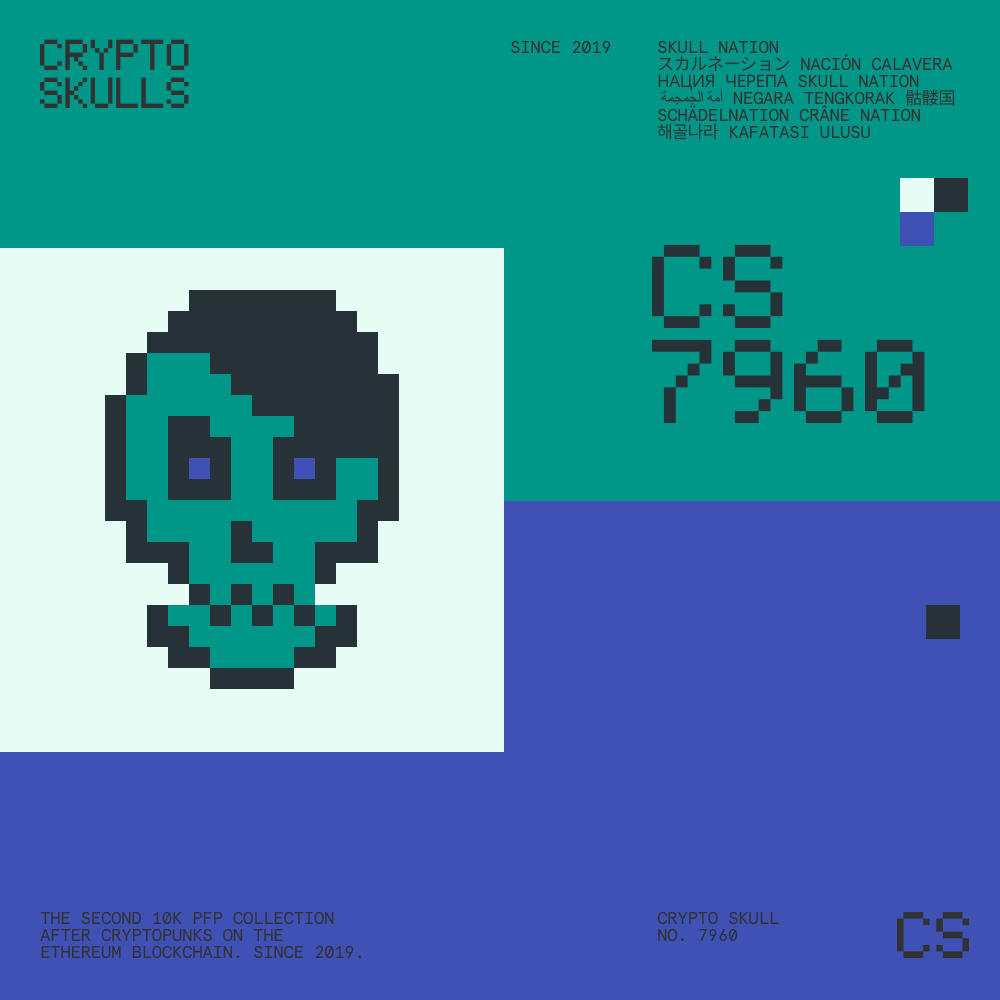 CRYPTO
SKULLS
SINCE 2019
SKULL NATION
スカルネーション NACIÓN CALAVERA
НАЦИЯ ЧЕРЕПА SKULL NATION
أمة الجمجمة NEGARA TENGKORAK 骷髅国
SCHÄDELNATION CRÂNE NATION
해골나라 KAFATASI ULUSU
CS
7960
THE SECOND 10K PFP COLLECTION
AFTER CRYPTOPUNKS ON THE
ETHEREUM BLOCKCHAIN. SINCE 2019.
CRYPTO SKULL
NO. 7960
CS